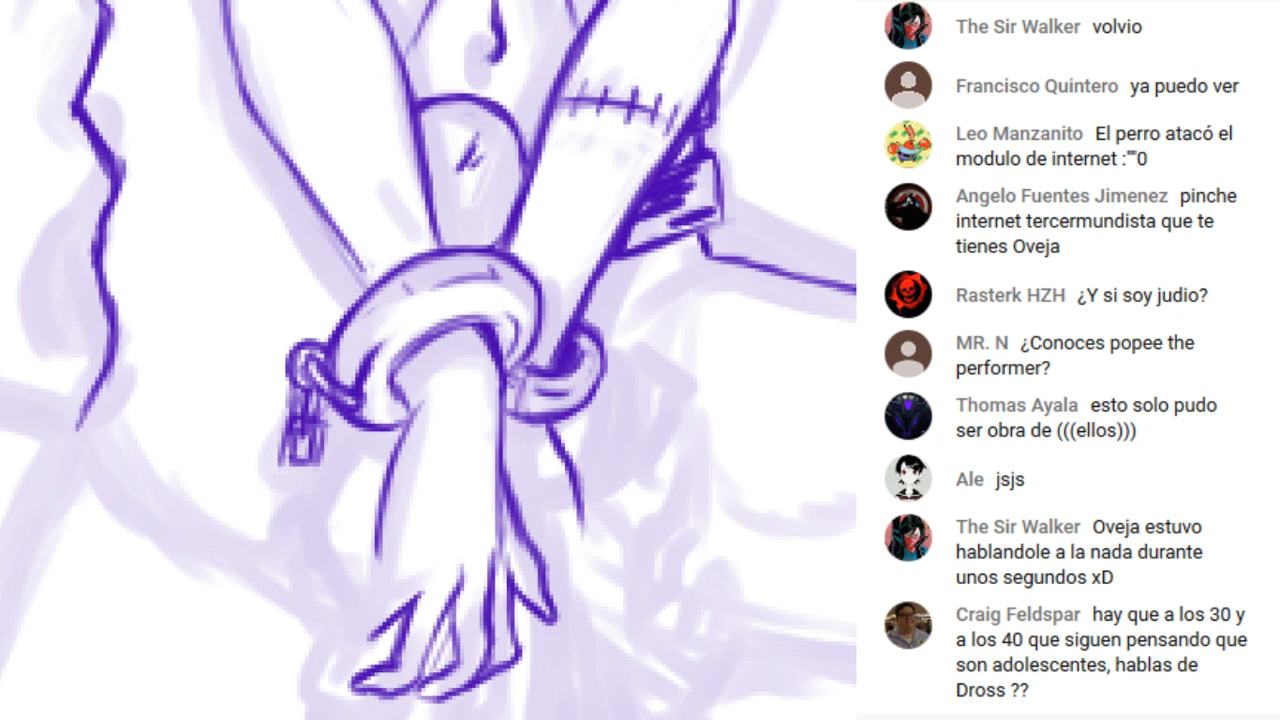 The Sir Walker volvio
Francisco Quintero ya puedo ver
Leo Manzanito El perro atacó el
modulo de internet :'''0
Angelo Fuentes Jimenez pinche
internet tercermundista que te
tienes Oveja
Rasterk HZH ¿Y si soy judio?
MR. N ¿Conoces popee the
performer?
Thomas Ayala esto solo pudo
ser obra de (((ellos)))
Ale jsjs
The Sir Walker Oveja estuvo
hablandole a la nada durante
unos segundos xD
Craig Feldspar hay que a los 30 y
a los 40 que siguen pensando que
son adolescentes, hablas de
Dross ??